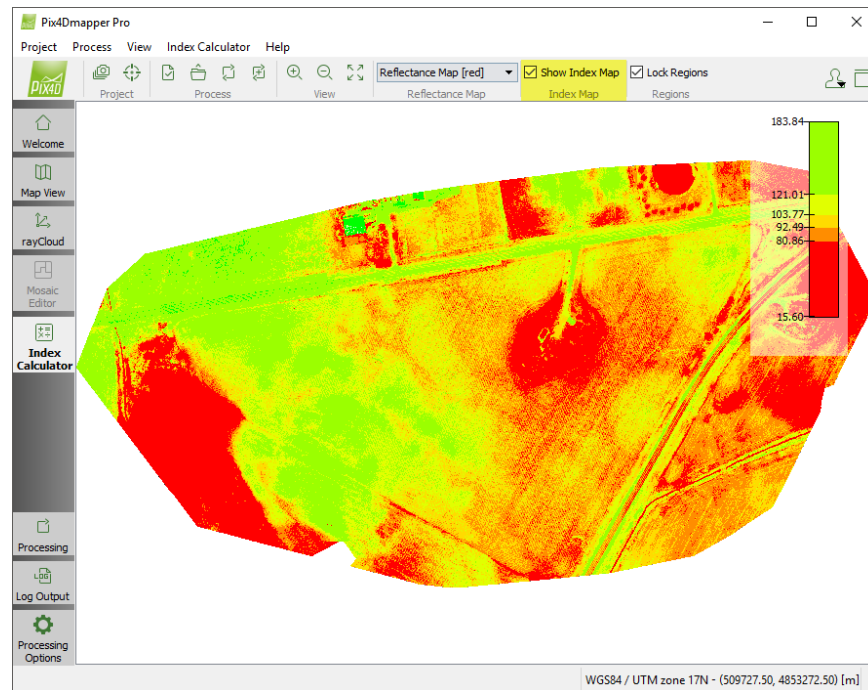 Pix4Dmapper Pro
Project Process View Index Calculator Help
PIX4D
Reflectance Map [red] Show Index Map Lock Regions
Project Process View Reflectance Map Index Map Regions
Welcome
Map View
rayCloud
Mosaic
Editor
Index
Calculator
Processing
LOG
Log Output
Processing
Options
183.84
121.01
103.77
92.49
80.86
15.60
WGS84 / UTM zone 17N - (509727.50, 4853272.50) [m]